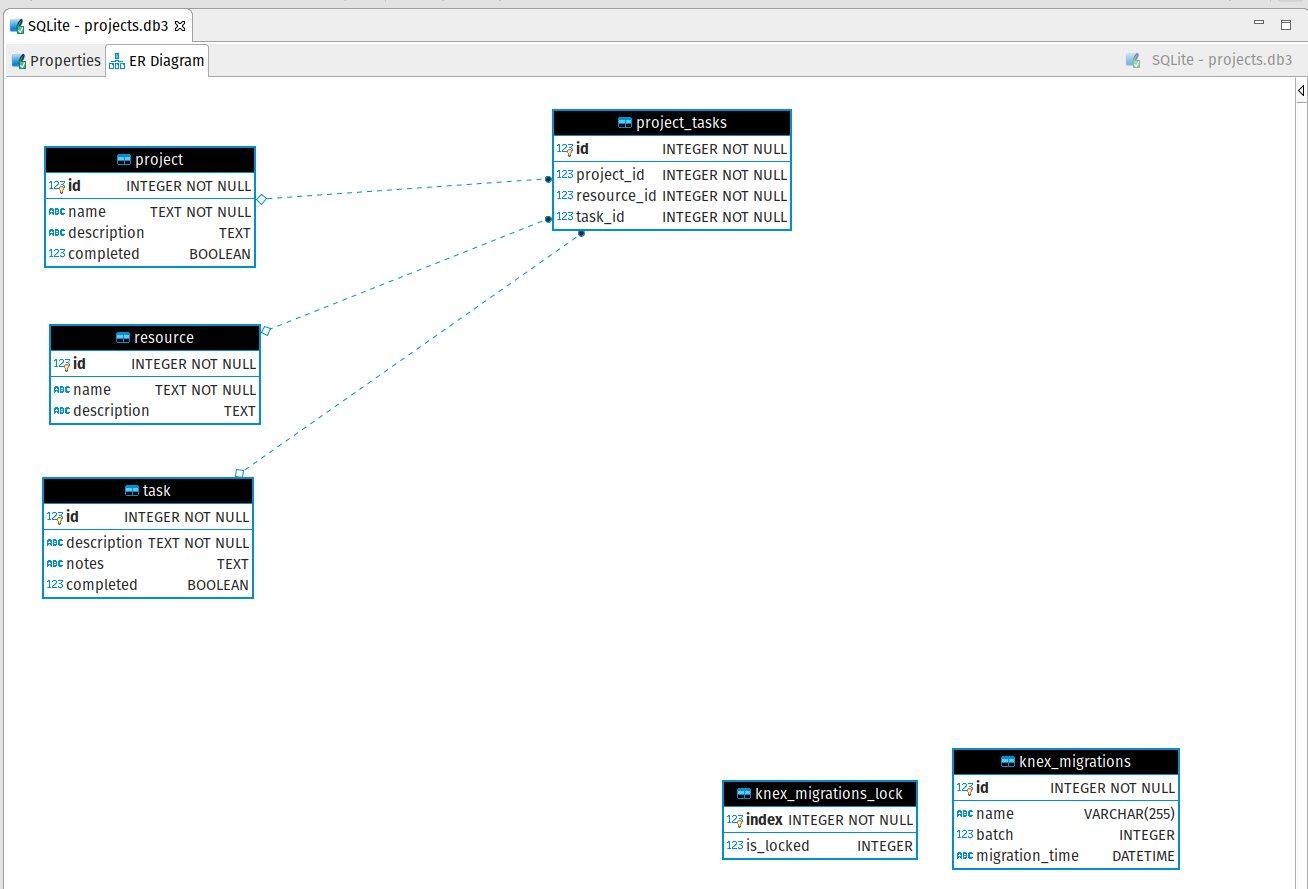 SQLite - projects.db3
Properties ER Diagram SQLite - projects.db3
project_tasks
123 id INTEGER NOT NULL
123 project_id INTEGER NOT NULL
123 resource_id INTEGER NOT NULL
123 task_id INTEGER NOT NULL
project
123 id INTEGER NOT NULL
ABC name TEXT NOT NULL
ABC description TEXT
123 completed BOOLEAN
resource
123 id INTEGER NOT NULL
ABC name TEXT NOT NULL
ABC description TEXT
task
123 id INTEGER NOT NULL
ABC description TEXT NOT NULL
ABC notes TEXT
123 completed BOOLEAN
knex_migrations_lock
123 index INTEGER NOT NULL
123 is_locked INTEGER
knex_migrations
123 id INTEGER NOT NULL
ABC name VARCHAR(255)
123 batch INTEGER
ABC migration_time DATETIME